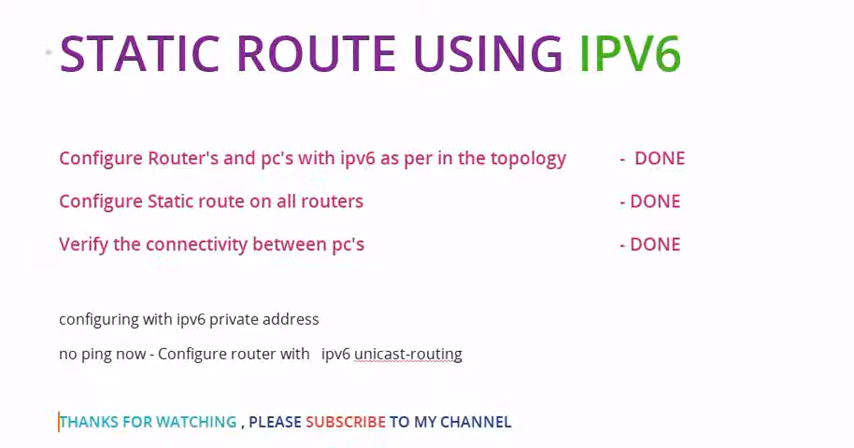 STATIC ROUTE USING IPV6
Configure Router's and pc's with ipv6 as per in the topology - DONE
Configure Static route on all routers - DONE
Verify the connectivity between pc's - DONE
configuring with ipv6 private address
no ping now - Configure router with ipv6 unicast-routing
THANKS FOR WATCHING , PLEASE SUBSCRIBE TO MY CHANNEL